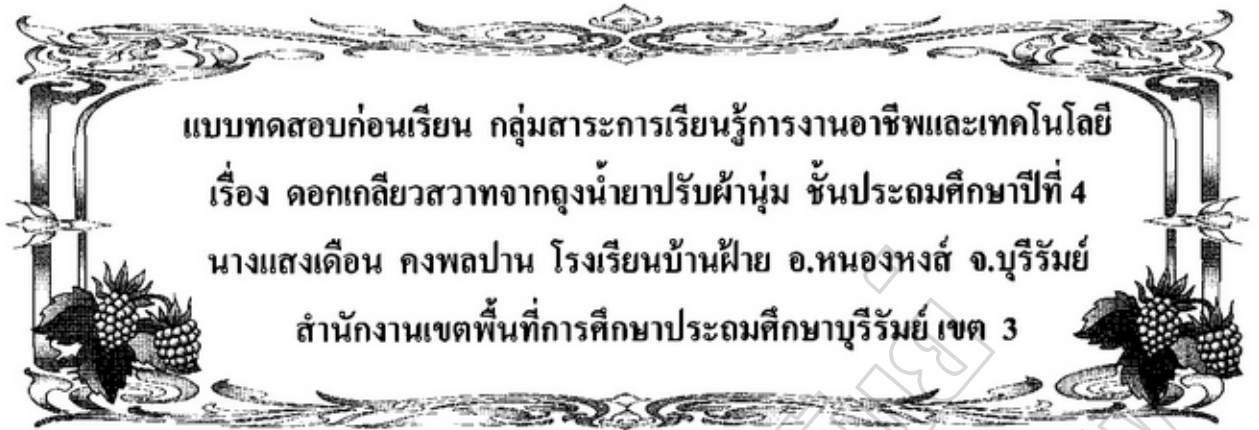 แบบทดสอบก่อนเรียน กลุ่มสาระการเรียนรู้การงานอาชีพและเทคโนโลยี
เรื่อง ดอกเกลียวสวาทจากถุงน้ำยาปรับผ้านุ่ม ชั้นประถมศึกษาปีที่ 4
นางแสงเดือน คงพลปาน โรงเรียนบ้านฝ้าย อ.หนองหงส์ จ.บุรีรัมย์
สำนักงานเขตพื้นที่การศึกษาประถมศึกษาบุรีรัมย์ เขต 3